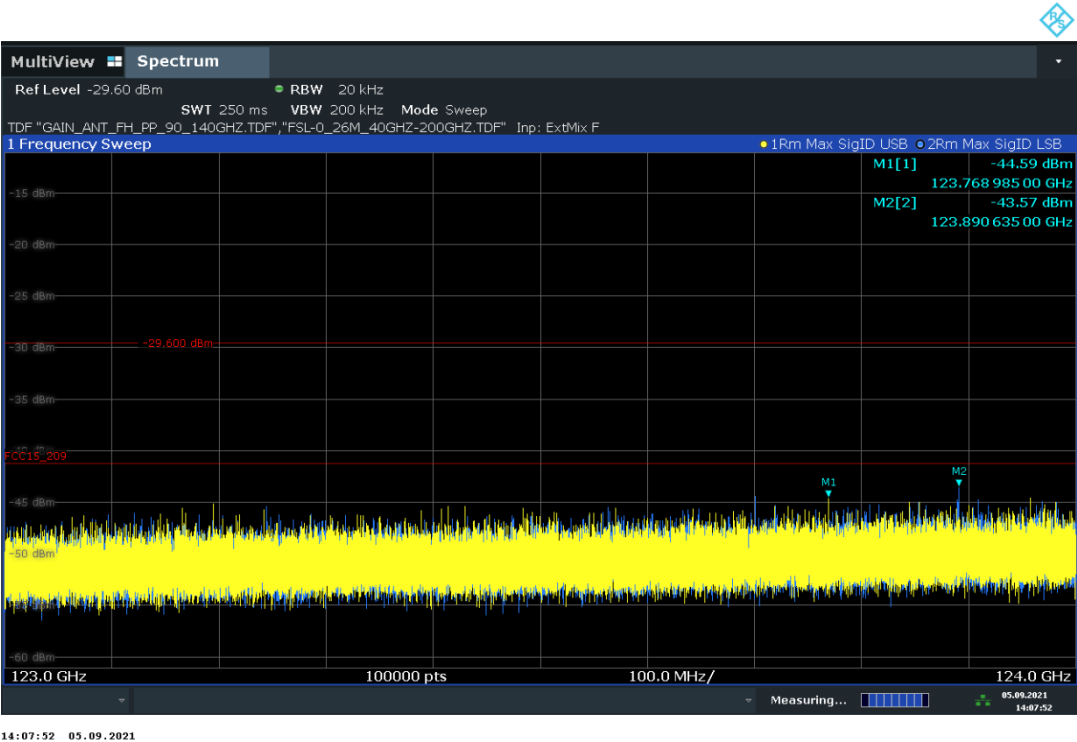 R&S
MultiView Spectrum
Ref Level -29.60 dBm RBW 20 kHz
SWT 250 ms VBW 200 kHz Mode Sweep
TDF "GAIN_ANT_FH_PP_90_140GHZ.TDF","FSL-0_26M_40GHZ-200GHZ.TDF" Inp: ExtMix F
1 Frequency Sweep 1Rm Max SigID USB 2Rm Max SigID LSB
M1[1] -44.59 dBm
123.768 985 00 GHz
M2[2] -43.57 dBm
123.890 635 00 GHz
-15 dBm
-20 dBm
-25 dBm
-29.600 dBm
-30 dBm
-35 dBm
FCC15_209
M2
M1
-45 dBm
-50 dBm
-60 dBm
123.0 GHz 100000 pts 100.0 MHz/ 124.0 GHz
Measuring... 05.09.2021
14:07:52
14:07:52 05.09.2021